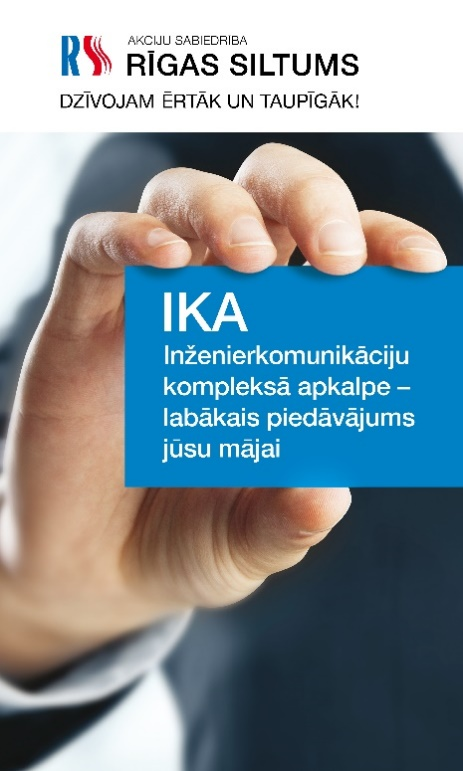 RS
AKCIJU SABIEDRĪBA
RĪGAS SILTUMS
DZĪVOJAM ĒRTĀK UN TAUPĪGĀK!
IKA
Inženierkomunikāciju
kompleksā apkalpe –
labākais piedāvājums
jūsu mājai